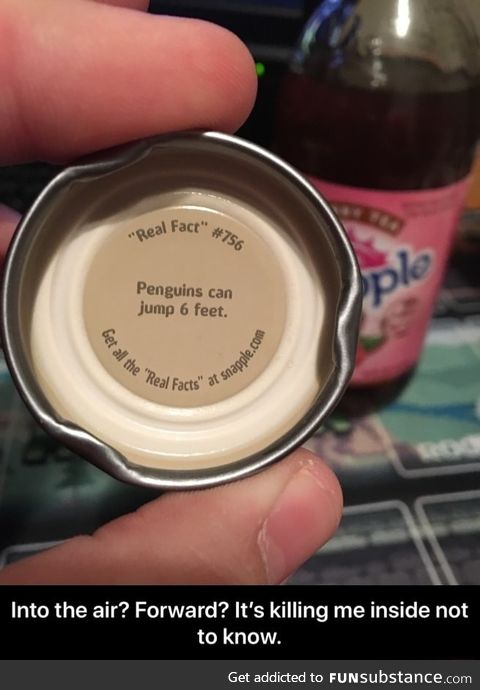 "Real Fact" #756
Penguins can
jump 6 feet.
Get all the "Real Facts" at snapple.com
pple
Into the air? Forward? It's killing me inside not
to know.
Get addicted to FUNsubstance.com